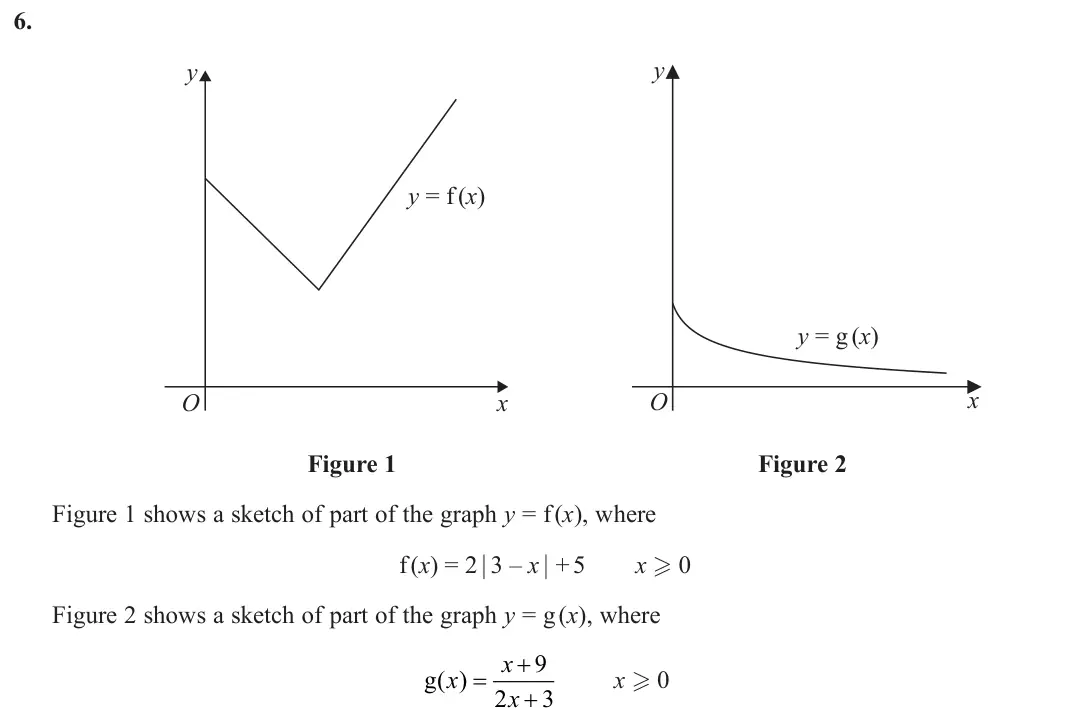 6.
y
y
y = f(x)
y = g(x)
O
x
O
x
Figure 1
Figure 2
Figure 1 shows a sketch of part of the graph y = f(x), where
f(x) = 2|3 – x| + 5 x ⩾ 0
Figure 2 shows a sketch of part of the graph y = g(x), where
g(x) = (x + 9)/(2x + 3) x ⩾ 0